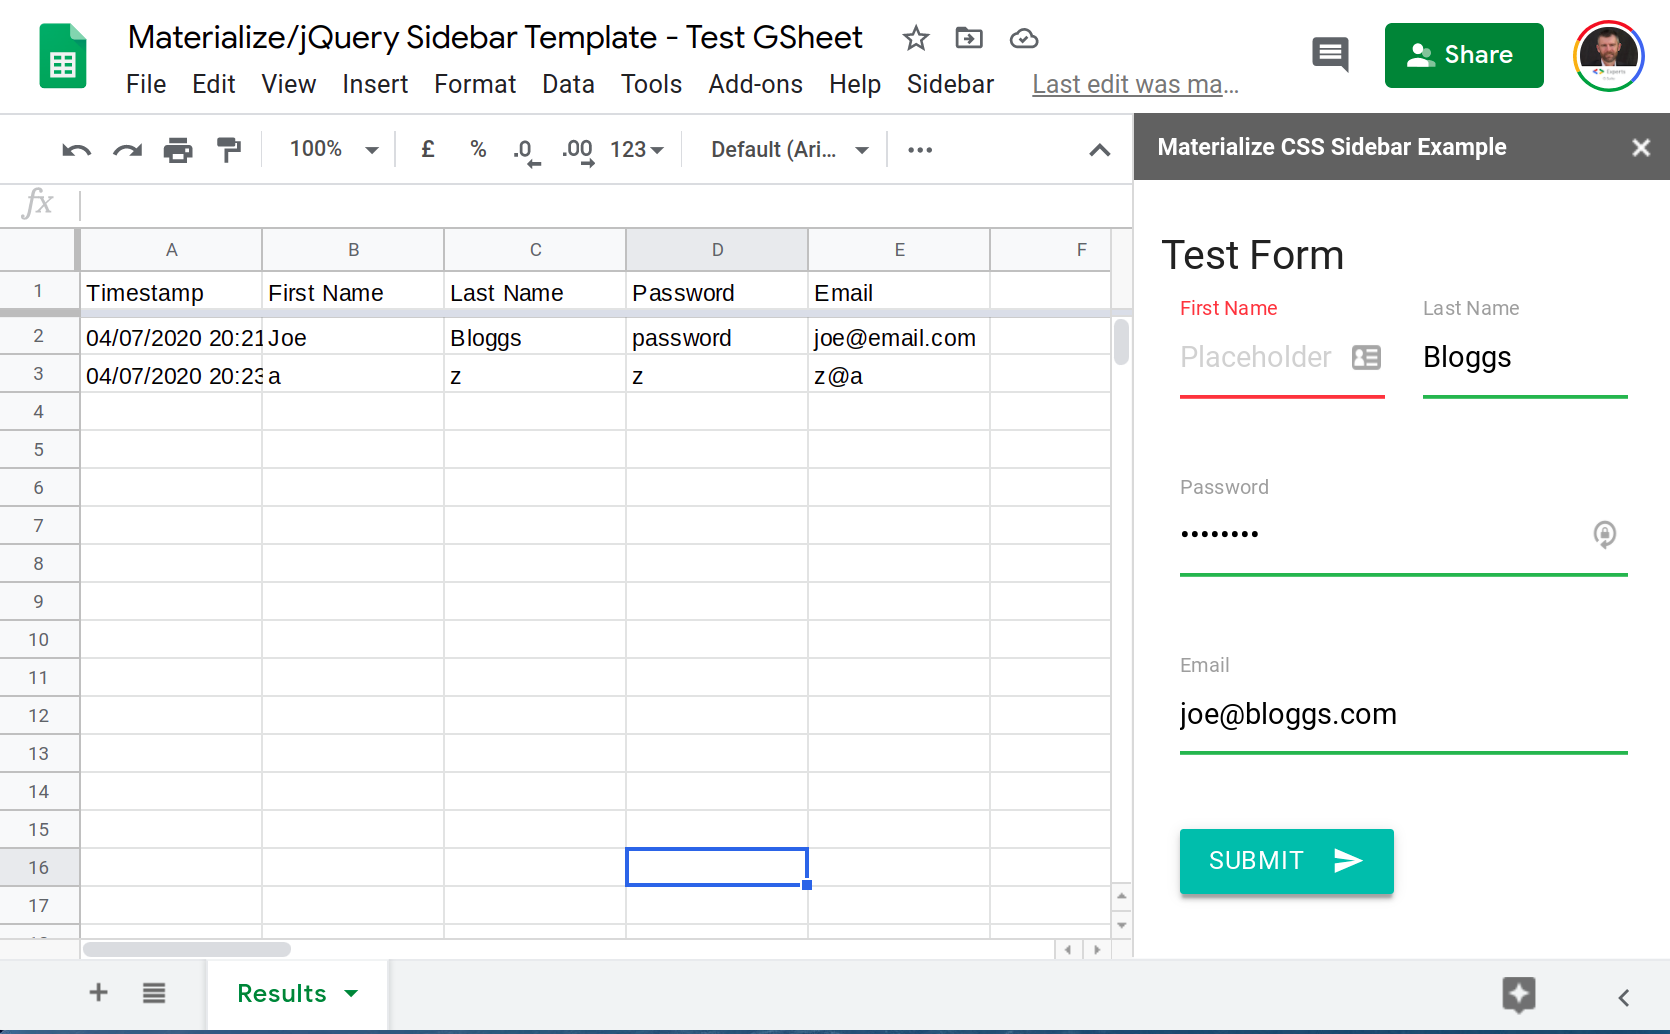 Materialize/jQuery Sidebar Template - Test GSheet
File Edit View Insert Format Data Tools Add-ons Help Sidebar Last edit was ma…
Share
100% £ % .0 .00 123 Default (Ari...
fx
A B C D E F
1 Timestamp First Name Last Name Password Email
2 04/07/2020 20:21 Joe Bloggs password joe@email.com
3 04/07/2020 20:23 a z z z@a
4
5
6
7
8
9
10
11
12
13
14
15
16
17
Results
Materialize CSS Sidebar Example
Test Form
First Name Last Name
Placeholder Bloggs
Password
••••••••
Email
joe@bloggs.com
SUBMIT